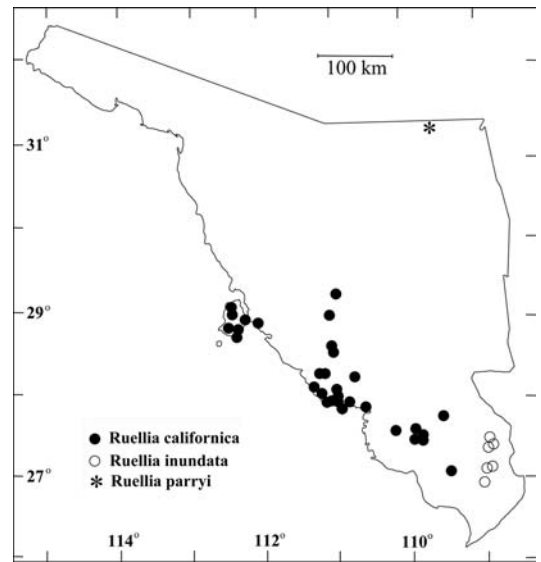 100 km
*
31°
29°
● Ruellia californica
○ Ruellia inundata
* Ruellia parryi
27°
114° 112° 110°